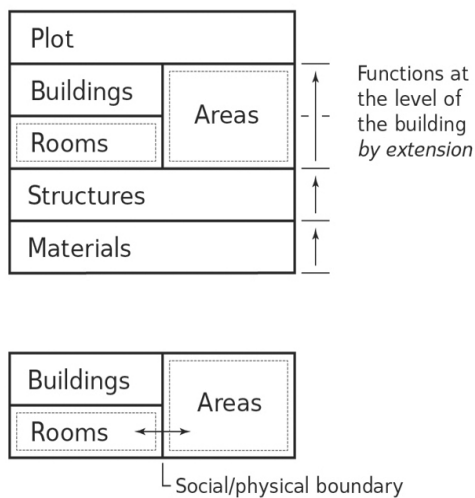 Plot
Buildings
Areas
Rooms
Structures
Materials
Functions at
the level of
the building
by extension
Buildings
Areas
Rooms
Social/physical boundary